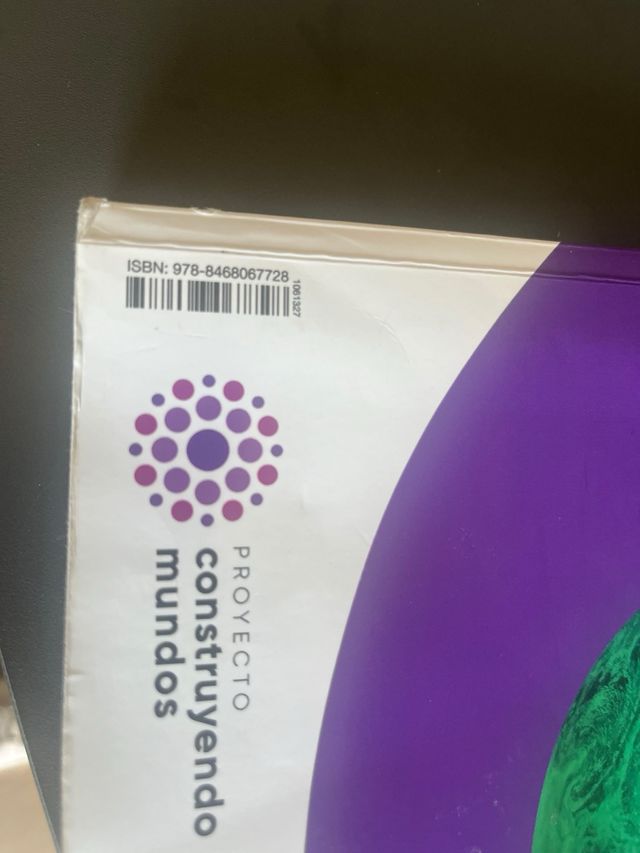 ISBN: 978-8468067728
1061327
PROYECTO
construyendo
mundos